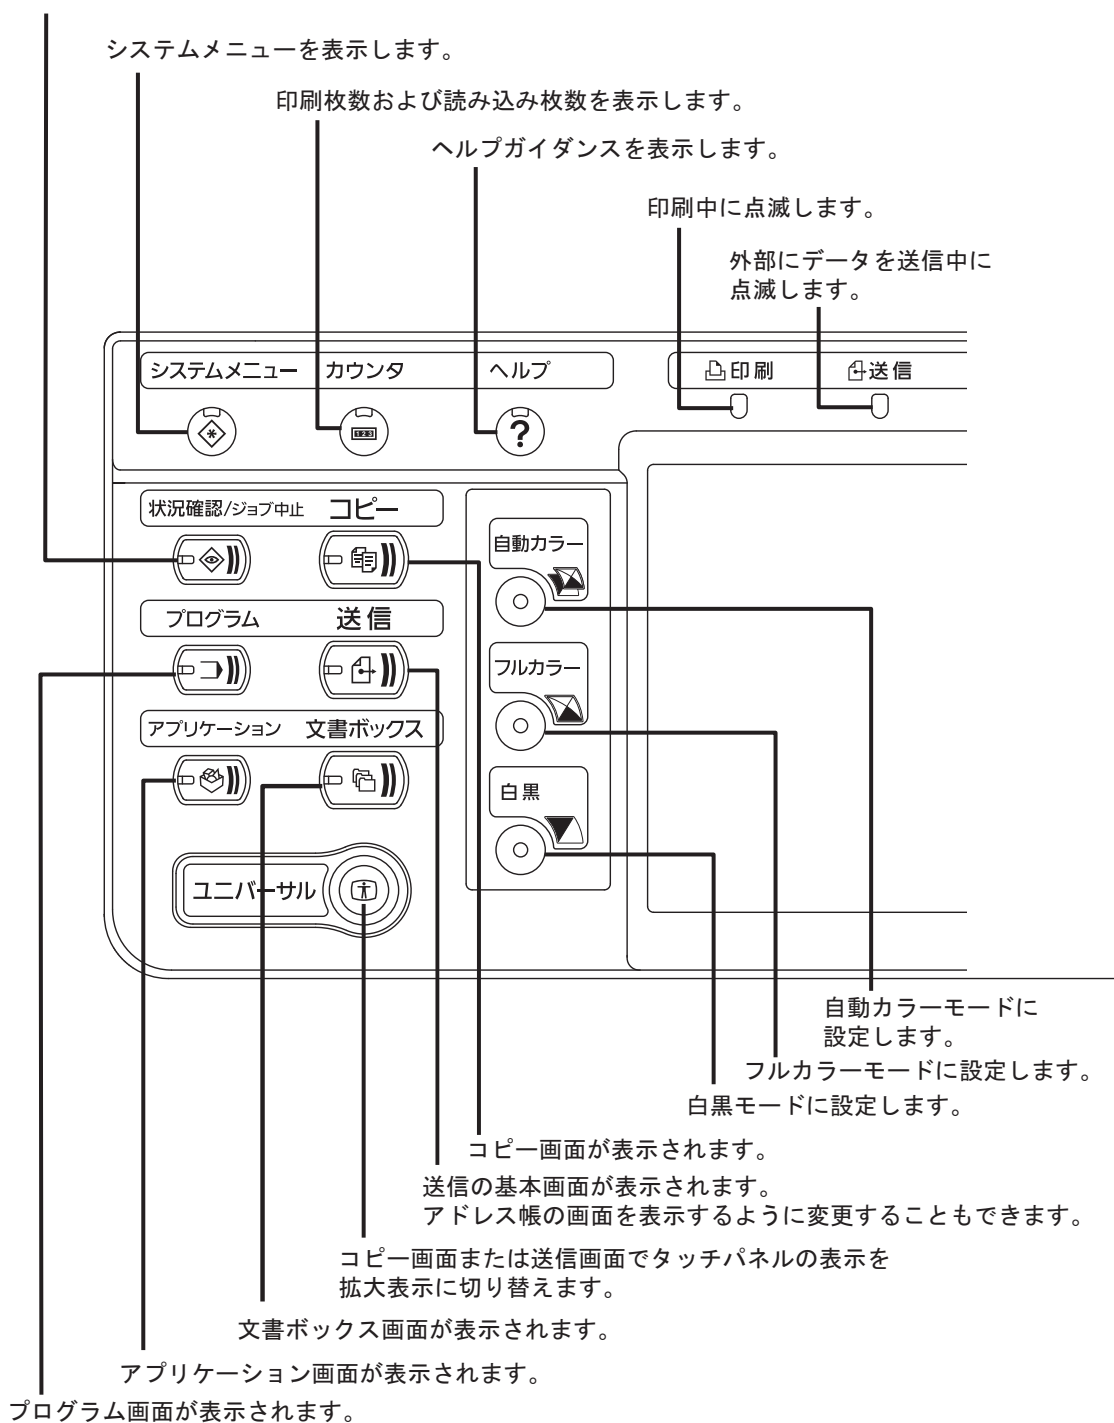 システムメニューを表示します。
印刷枚数および読み込み枚数を表示します。
ヘルプガイダンスを表示します。
印刷中に点滅します。
外部にデータを送信中に
点滅します。
システムメニュー カウンタ ヘルプ
印刷 送信
123
?
状況確認/ジョブ中止 コピー
自動カラー
プログラム 送信
フルカラー
アプリケーション 文書ボックス
白黒
ユニバーサル
自動カラーモードに
設定します。
フルカラーモードに設定します。
白黒モードに設定します。
コピー画面が表示されます。
送信の基本画面が表示されます。
アドレス帳の画面を表示するように変更することもできます。
コピー画面または送信画面でタッチパネルの表示を
拡大表示に切り替えます。
文書ボックス画面が表示されます。
アプリケーション画面が表示されます。
プログラム画面が表示されます。